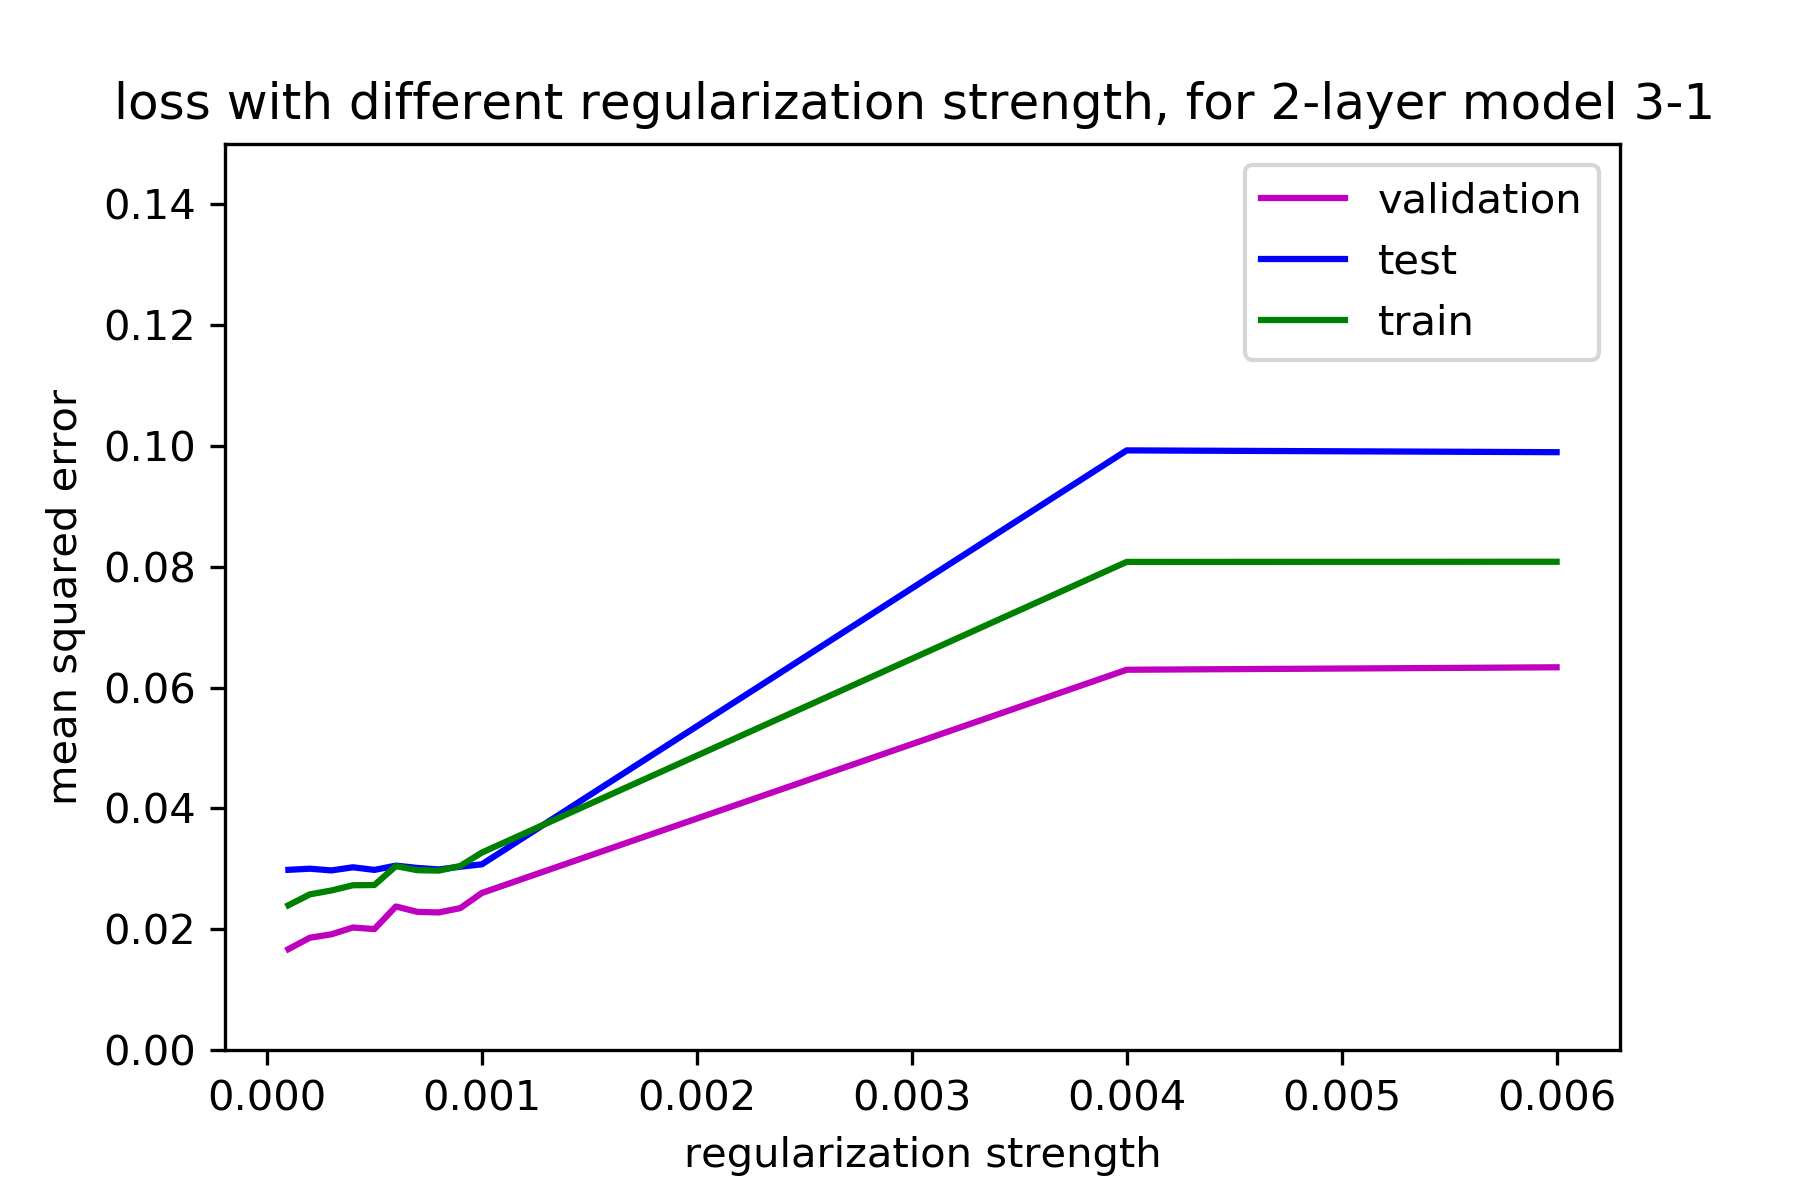 loss with different regularization strength, for 2-layer model 3-1
validation
test
train
mean squared error
0.14
0.12
0.10
0.08
0.06
0.04
0.02
0.00
0.000 0.001 0.002 0.003 0.004 0.005 0.006
regularization strength